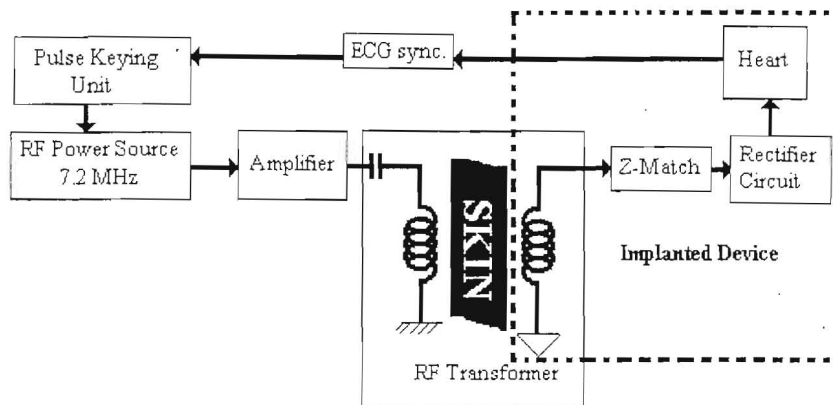 Pulse Keying
Unit
ECG sync.
Heart
RF Power Source
7.2 MHz
Amplifier
SKIN
Z-Match
Rectifier
Circuit
Implanted Device
RF Transformer